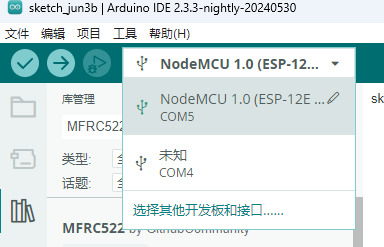 sketch_jun3b | Arduino IDE 2.3.3-nightly-20240530
文件 编辑 项目 工具 帮助(H)
NodeMCU 1.0 (ESP-12...
库管理
NodeMCU 1.0 (ESP-12E ...
COM5
sk
MFRC522
类型:
未知
COM4
话题:
选择其他开发板和接口......
MFRC522 by GithubCommunity